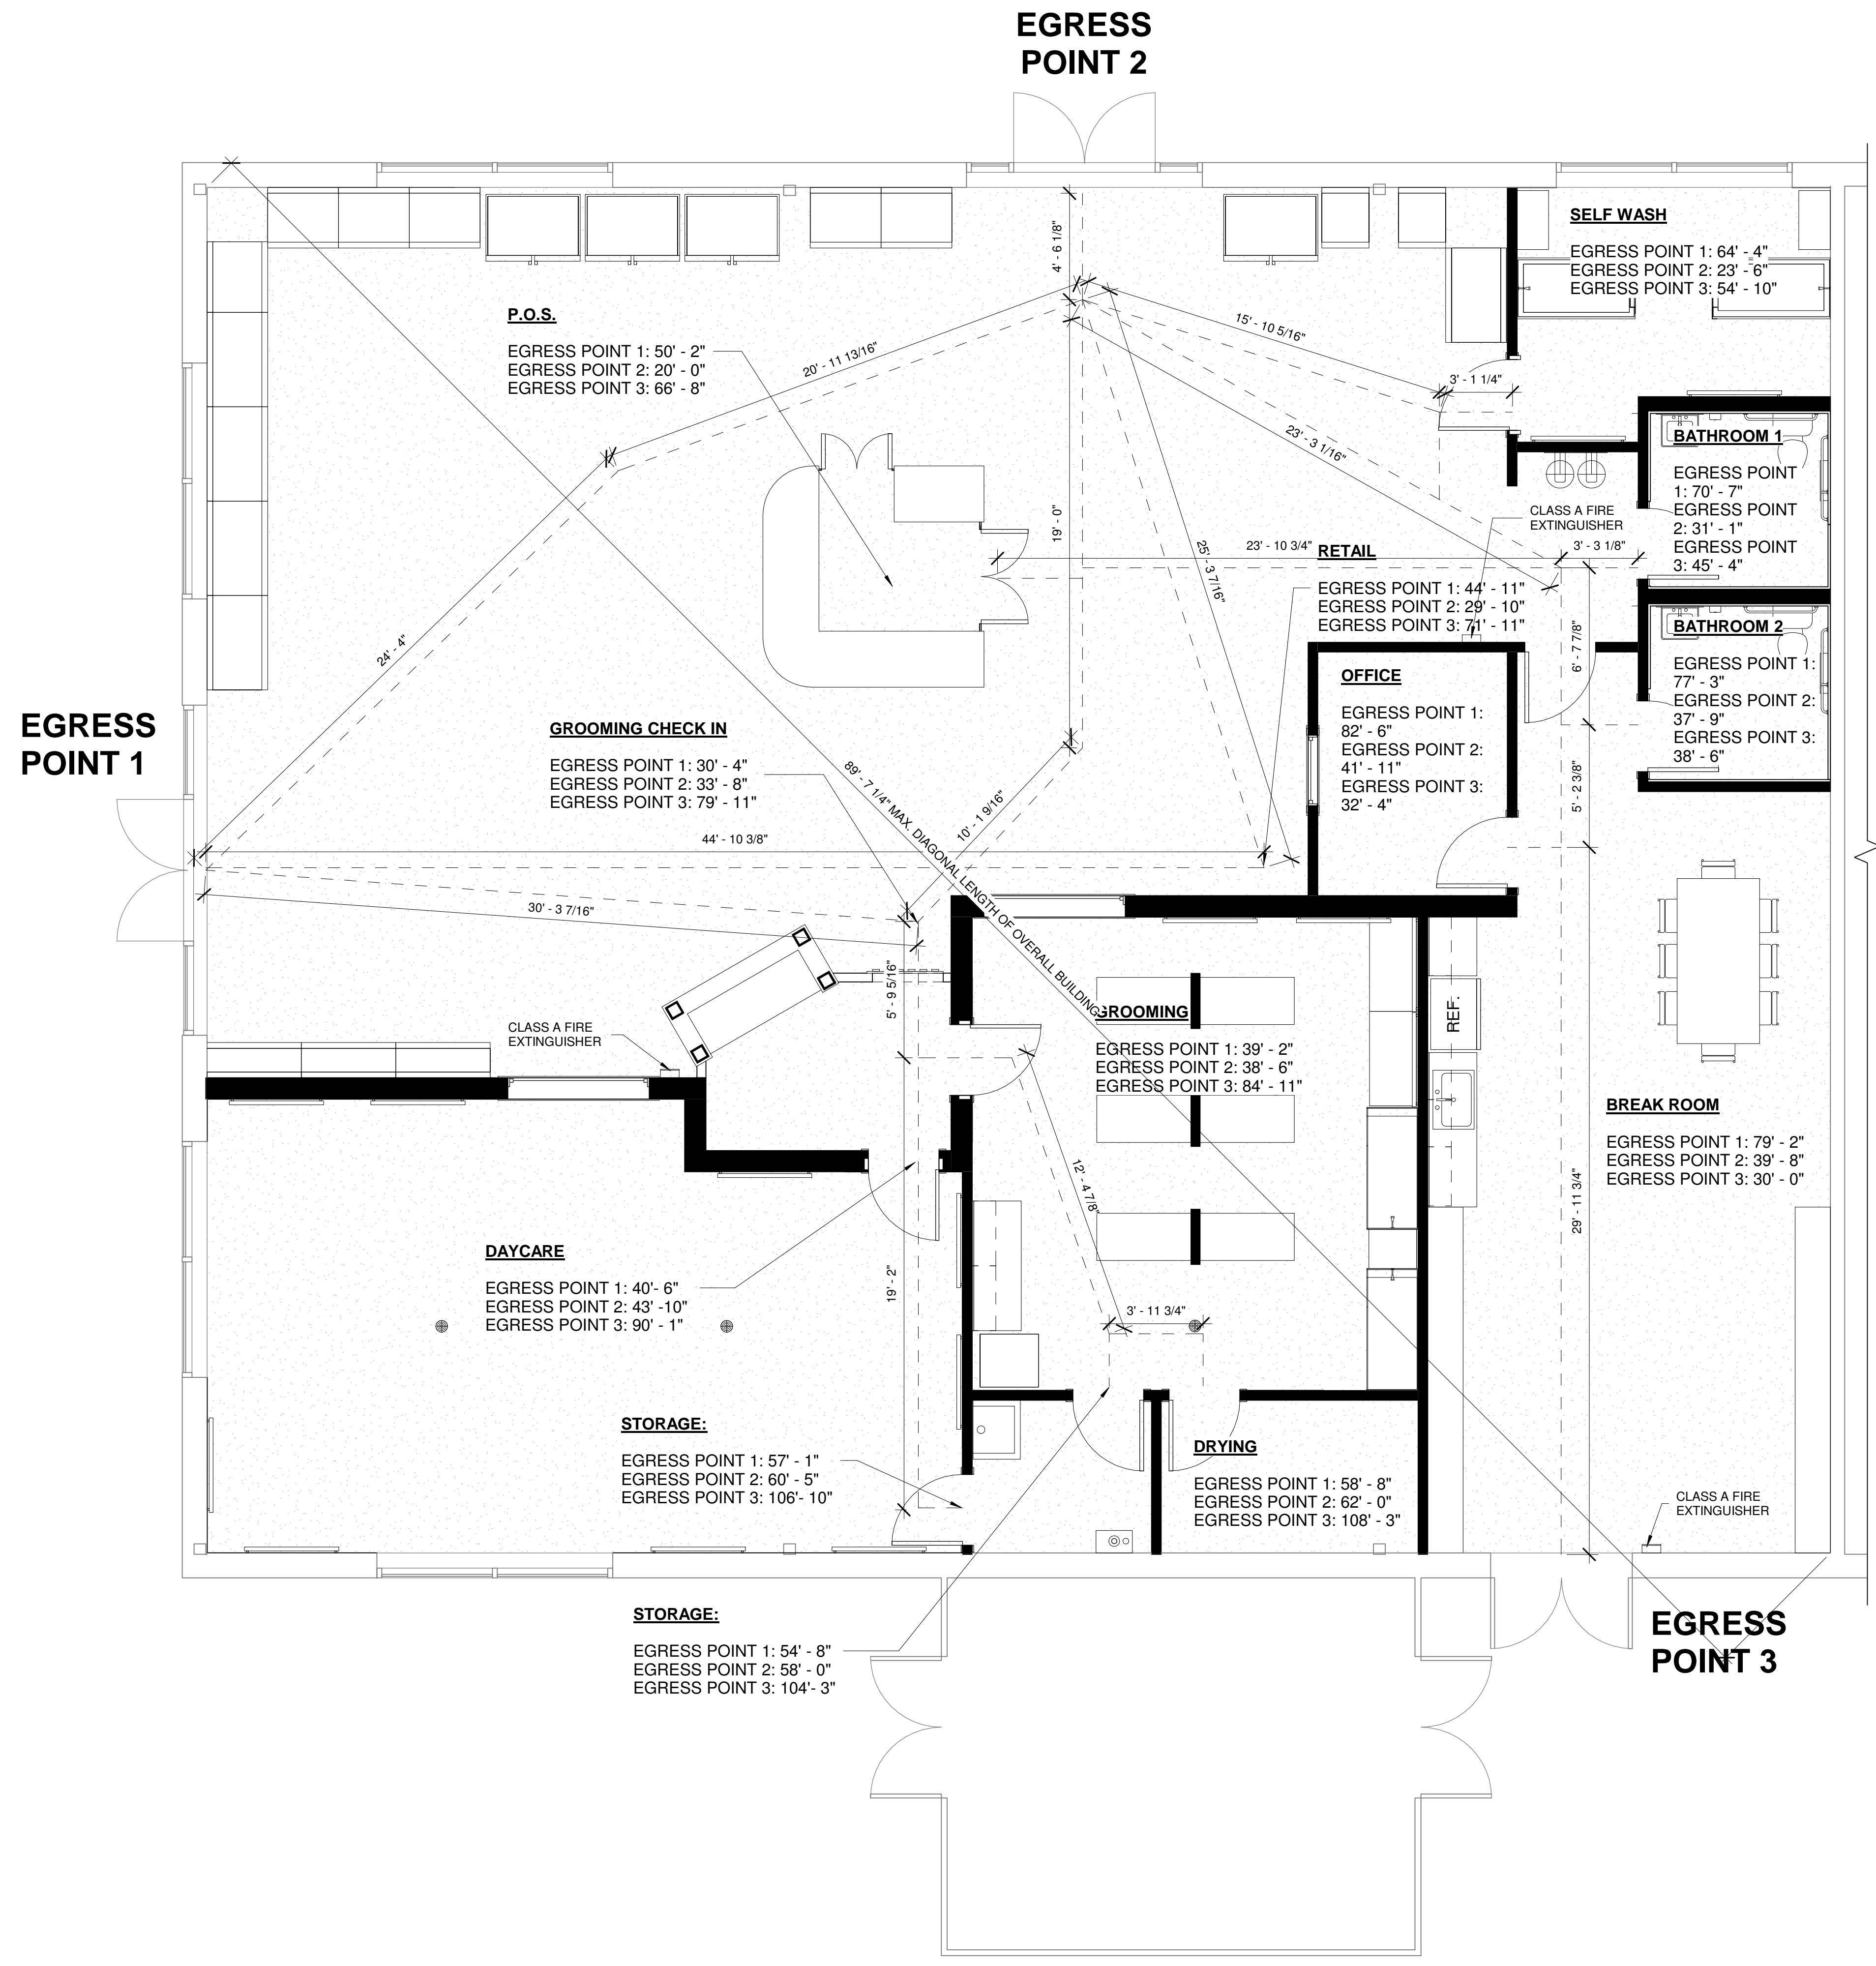 EGRESS
POINT 2
SELF WASH
EGRESS POINT 1: 64' - 4"
EGRESS POINT 2: 23' - 6"
EGRESS POINT 3: 54' - 10"
4' - 6 1/8"
P.O.S.
EGRESS POINT 1: 50' - 2"
EGRESS POINT 2: 20' - 0"
EGRESS POINT 3: 66' - 8"
20' - 11 13/16"
15' - 10 5/16"
3' - 1 1/4"
23' - 3 1/16"
BATHROOM 1
EGRESS POINT
1: 70' - 7"
EGRESS POINT
2: 31' - 1"
EGRESS POINT
3: 45' - 4"
CLASS A FIRE
EXTINGUISHER
19' - 0"
25' - 3 7/16"
23' - 10 3/4"
3' - 3 1/8"
RETAIL
EGRESS POINT 1: 44' - 11"
EGRESS POINT 2: 29' - 10"
EGRESS POINT 3: 71' - 11"
24' - 4"
6' - 7 7/8"
BATHROOM 2
EGRESS POINT 1:
77' - 3"
EGRESS POINT 2:
37' - 9"
EGRESS POINT 3:
38' - 6"
OFFICE
EGRESS POINT 1:
82' - 6"
EGRESS POINT 2:
41' - 11"
EGRESS POINT 3:
32' - 4"
EGRESS
POINT 1
GROOMING CHECK IN
EGRESS POINT 1: 30' - 4"
EGRESS POINT 2: 33' - 8"
EGRESS POINT 3: 79' - 11"
5' - 2 3/8"
89' - 7 1/4" MAX. DIAGONAL LENGTH OF OVERALL BUILDING
10' - 1 9/16"
44' - 10 3/8"
30' - 3 7/16"
5' - 9 5/16"
REF.
GROOMING
EGRESS POINT 1: 39' - 2"
EGRESS POINT 2: 38' - 6"
EGRESS POINT 3: 84' - 11"
CLASS A FIRE
EXTINGUISHER
BREAK ROOM
EGRESS POINT 1: 79' - 2"
EGRESS POINT 2: 39' - 8"
EGRESS POINT 3: 30' - 0"
12' - 4 7/8"
29' - 11 3/4"
DAYCARE
EGRESS POINT 1: 40'- 6"
EGRESS POINT 2: 43' -10"
EGRESS POINT 3: 90' - 1"
19' - 2"
3' - 11 3/4"
STORAGE:
EGRESS POINT 1: 57' - 1"
EGRESS POINT 2: 60' - 5"
EGRESS POINT 3: 106'- 10"
DRYING
EGRESS POINT 1: 58' - 8"
EGRESS POINT 2: 62' - 0"
EGRESS POINT 3: 108' - 3"
CLASS A FIRE
EXTINGUISHER
STORAGE:
EGRESS POINT 1: 54' - 8"
EGRESS POINT 2: 58' - 0"
EGRESS POINT 3: 104'- 3"
EGRESS
POINT 3